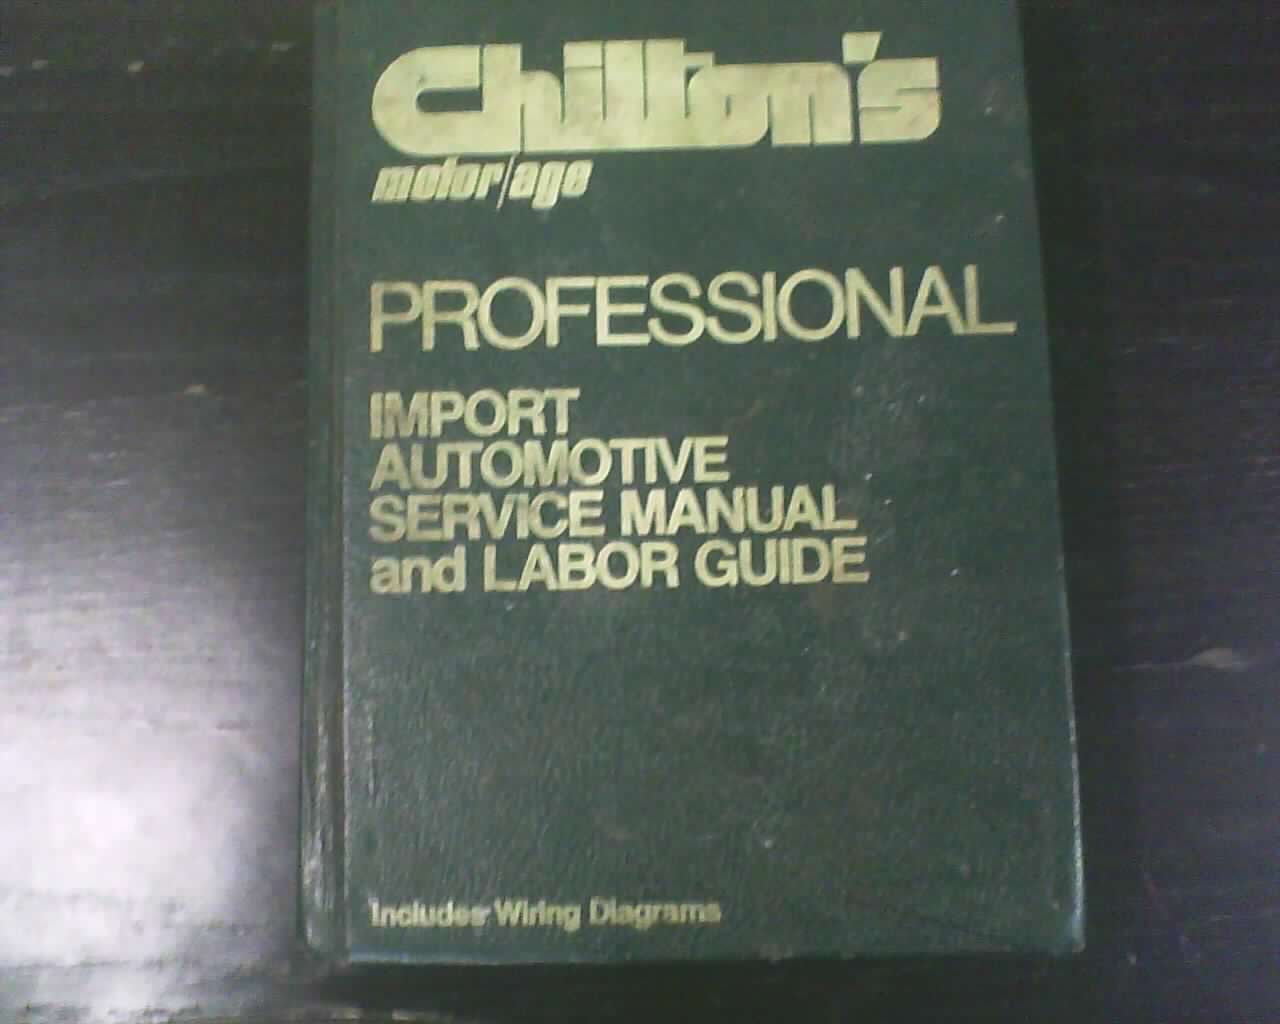 Chilton's
motor/age
PROFESSIONAL
IMPORT
AUTOMOTIVE
SERVICE MANUAL
and LABOR GUIDE
Includes Wiring Diagrams